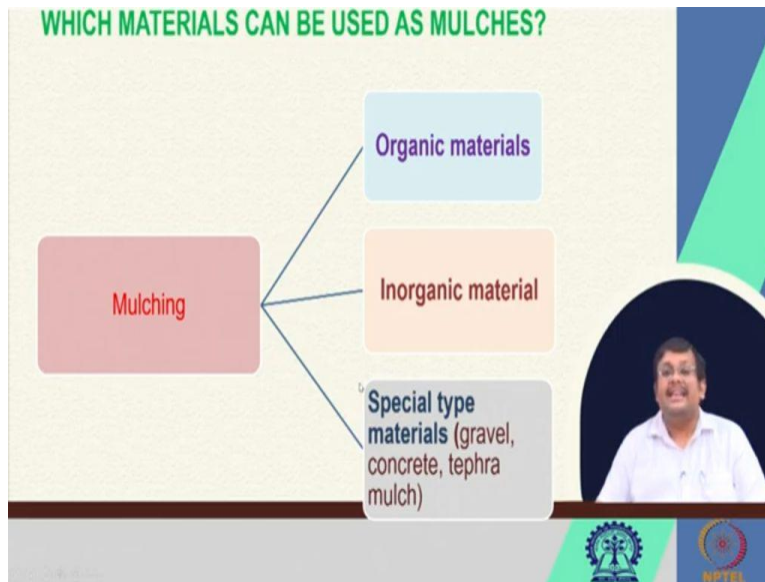 WHICH MATERIALS CAN BE USED AS MULCHES?
Organic materials
Mulching
Inorganic material
Special type
materials (gravel,
concrete, tephra
mulch)
NPTEL